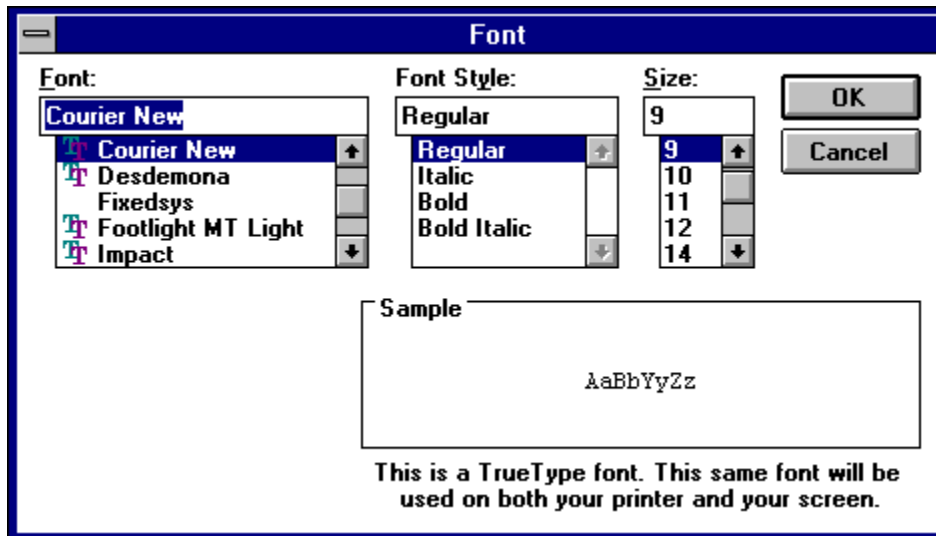 Font
Font:
Font Style:
Size:
Courier New
Regular
9
OK
Cancel
Courier New
Desdemona
Fixedsys
Footlight MT Light
Impact
Regular
Italic
Bold
Bold Italic
9
10
11
12
14
Sample
AaBbYyZz
This is a TrueType font. This same font will be
used on both your printer and your screen.